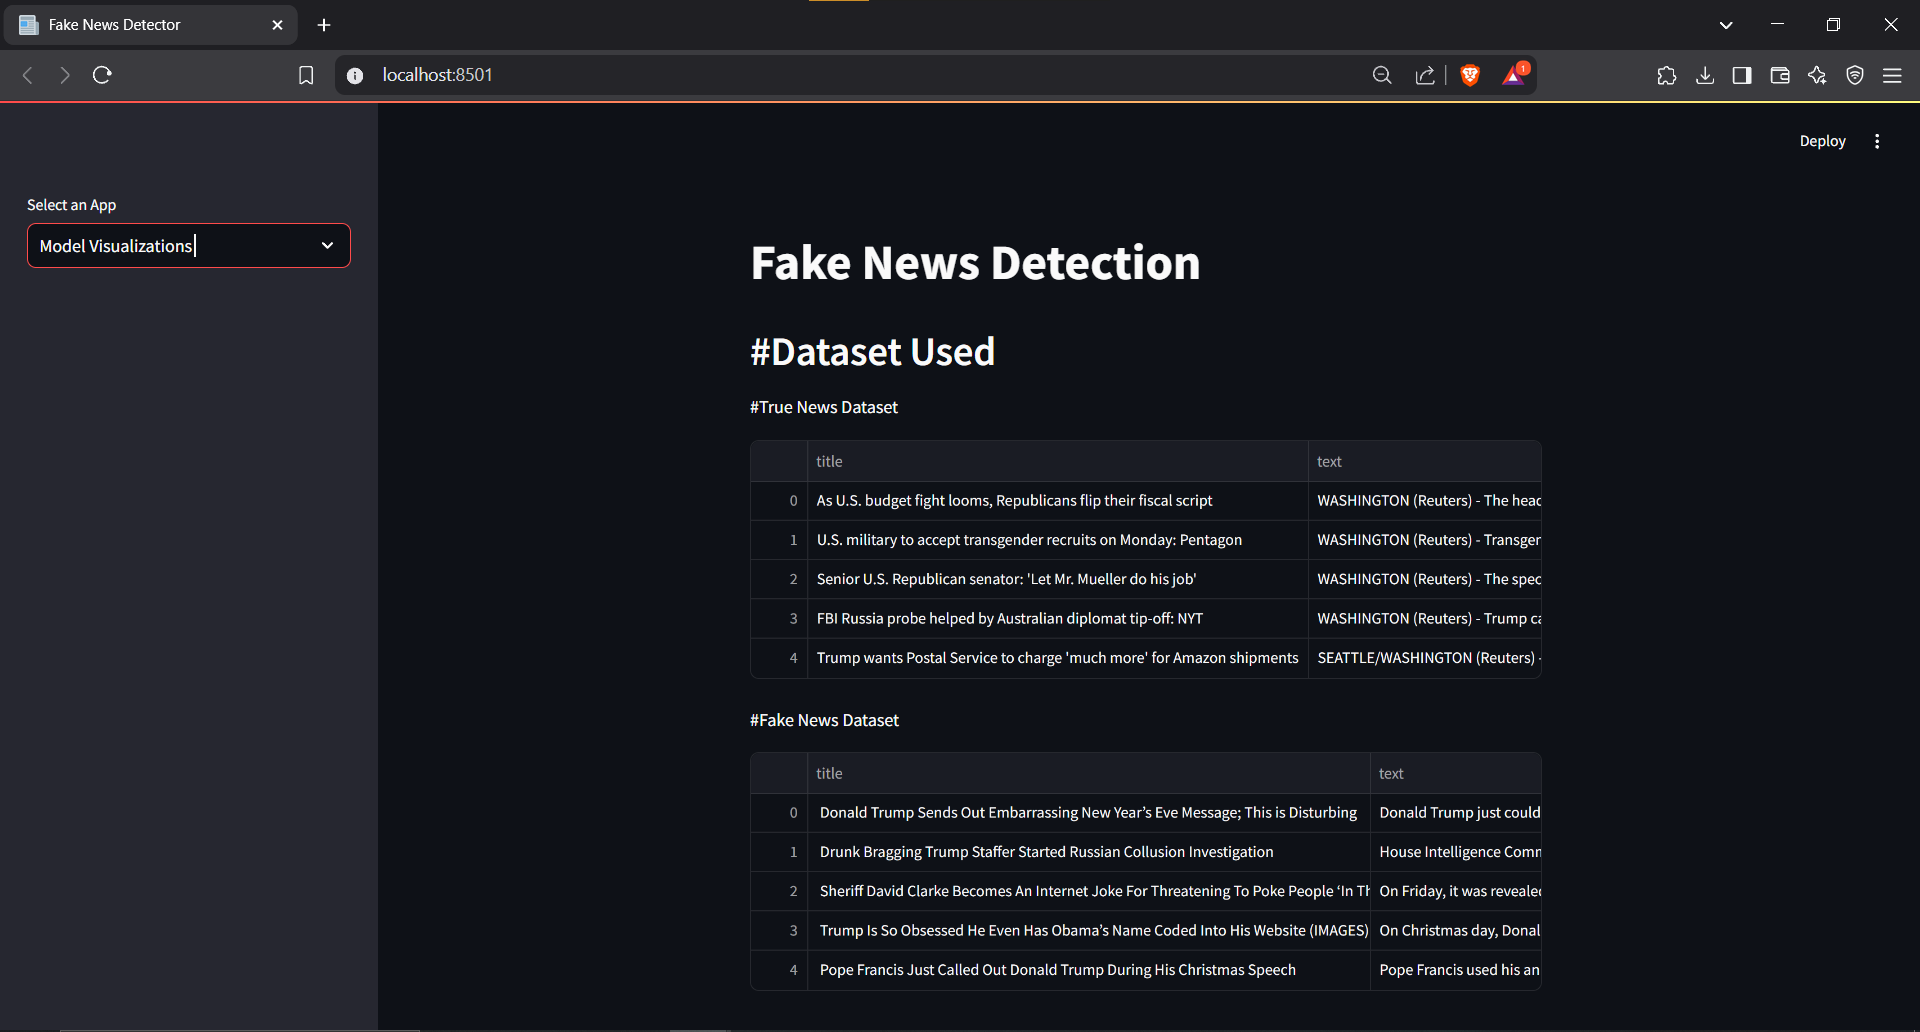 Fake News Detector
localhost:8501
1
Deploy
Select an App
Model Visualizations
Fake News Detection
#Dataset Used
#True News Dataset
title text
0 As U.S. budget fight looms, Republicans flip their fiscal script WASHINGTON (Reuters) - The head
1 U.S. military to accept transgender recruits on Monday: Pentagon WASHINGTON (Reuters) - Transger
2 Senior U.S. Republican senator: 'Let Mr. Mueller do his job' WASHINGTON (Reuters) - The spec
3 FBI Russia probe helped by Australian diplomat tip-off: NYT WASHINGTON (Reuters) - Trump ca
4 Trump wants Postal Service to charge 'much more' for Amazon shipments SEATTLE/WASHINGTON (Reuters) -
#Fake News Dataset
title text
0 Donald Trump Sends Out Embarrassing New Year’s Eve Message; This is Disturbing Donald Trump just could
1 Drunk Bragging Trump Staffer Started Russian Collusion Investigation House Intelligence Comm
2 Sheriff David Clarke Becomes An Internet Joke For Threatening To Poke People ‘In Th On Friday, it was revealed
3 Trump Is So Obsessed He Even Has Obama’s Name Coded Into His Website (IMAGES) On Christmas day, Donal
4 Pope Francis Just Called Out Donald Trump During His Christmas Speech Pope Francis used his an